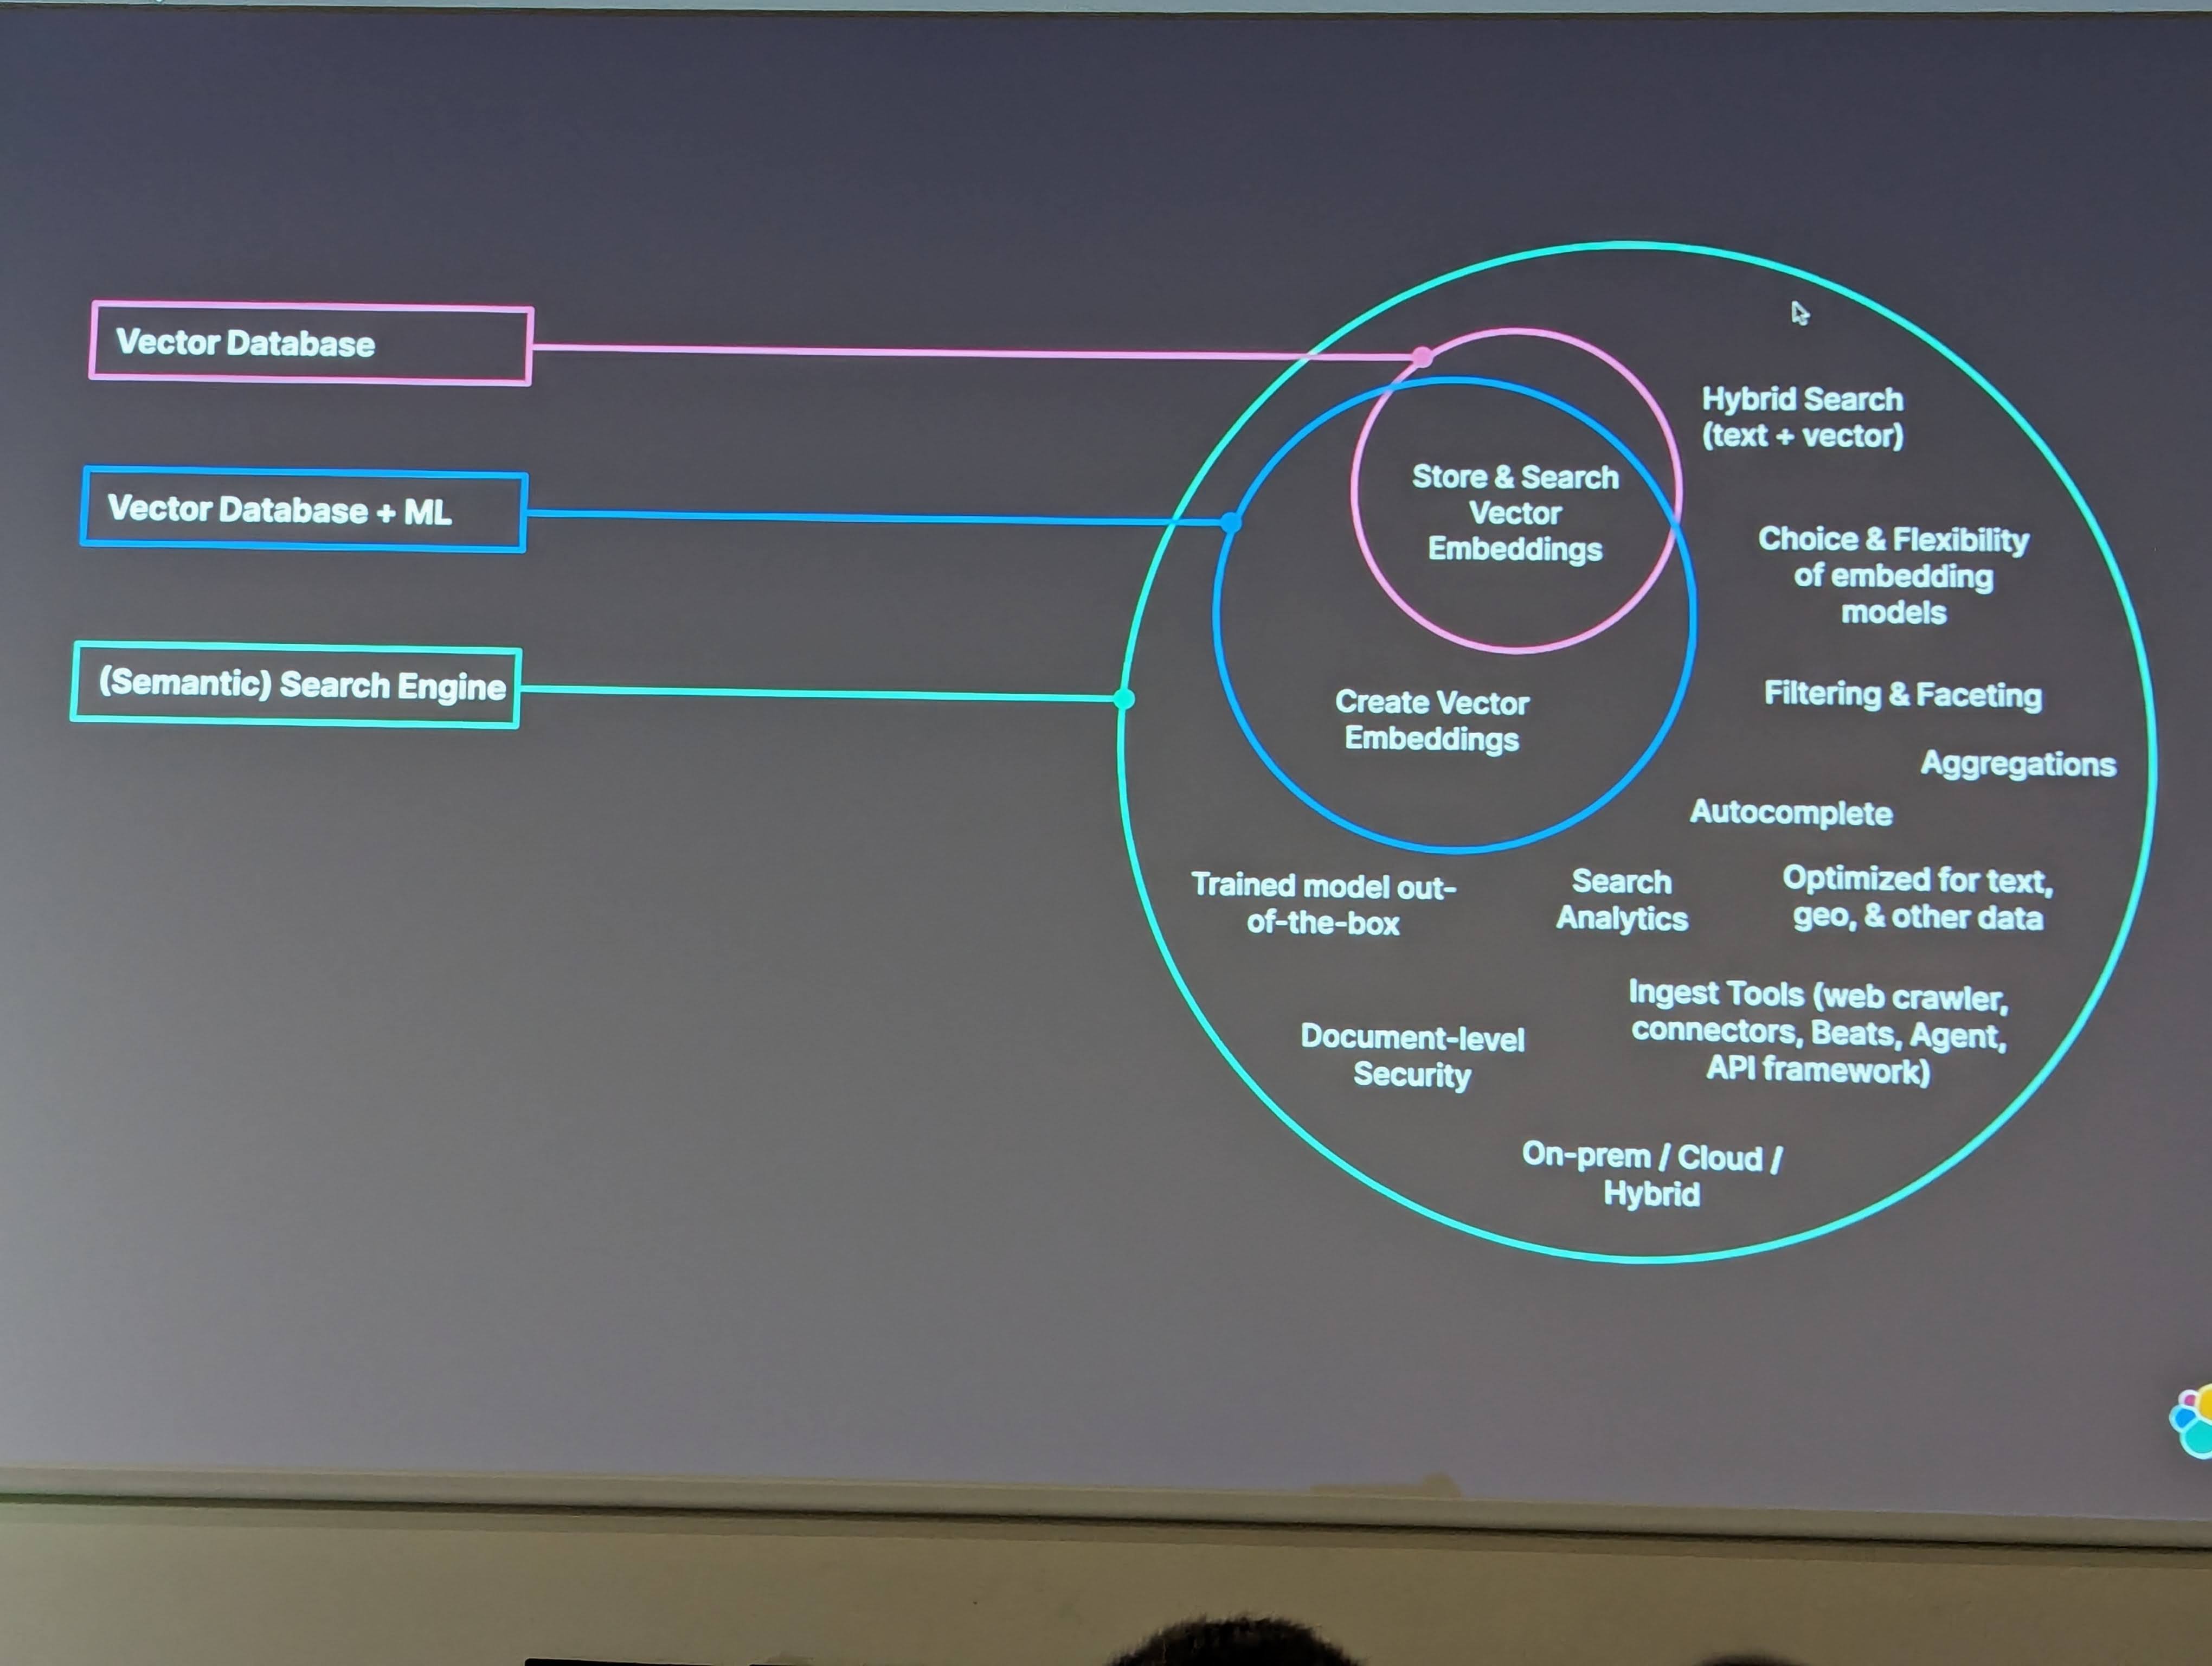 Vector Database
Vector Database + ML
(Semantic) Search Engine
Hybrid Search
(text + vector)
Store & Search
Vector
Embeddings
Choice & Flexibility
of embedding
models
Create Vector
Embeddings
Filtering & Faceting
Aggregations
Autocomplete
Trained model out-
of-the-box
Search
Analytics
Optimized for text,
geo, & other data
Document-level
Security
Ingest Tools (web crawler,
connectors, Beats, Agent,
API framework)
On-prem / Cloud /
Hybrid